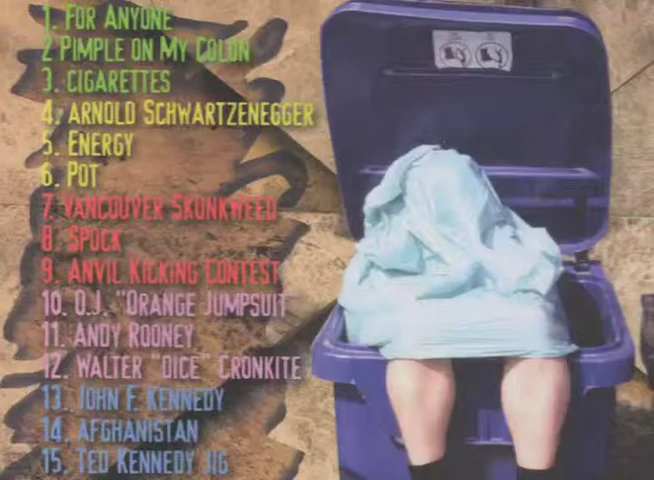 1. FOR ANYONE
2 PIMPLE ON MY COLON
3. CIGARETTES
4. ARNOLD SCHWARTZENEGGER
5. ENERGY
6. POT
7. VANCOUVER SKUNKWEED
8. SPOCK
9. ANVIL KICKING CONTEST
10. O.J. "ORANGE JUMPSUIT"
11. ANDY ROONEY
12. WALTER "DICE" CRONKITE
13. JOHN F. KENNEDY
14. AFGHANISTAN
15. TED KENNEDY JIG